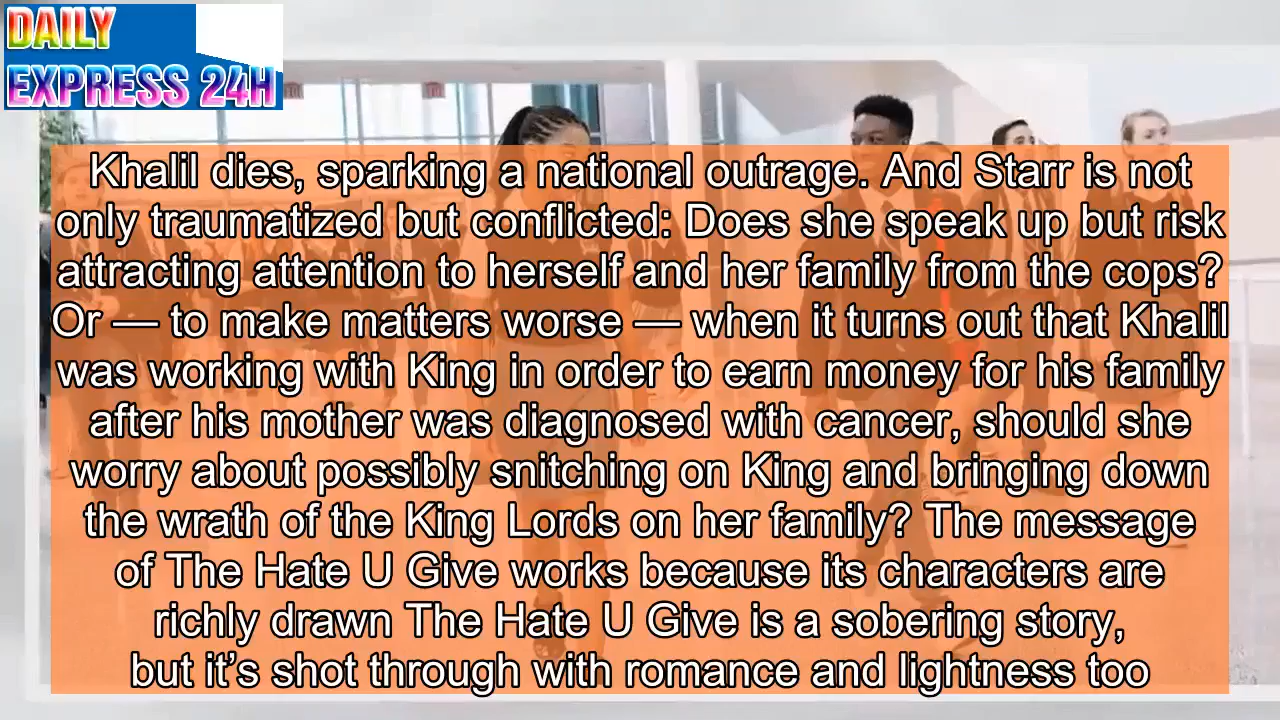 DAILY
EXPRESS 24H
Khalil dies, sparking a national outrage. And Starr is not
only traumatized but conflicted: Does she speak up but risk
attracting attention to herself and her family from the cops?
Or — to make matters worse — when it turns out that Khalil
was working with King in order to earn money for his family
after his mother was diagnosed with cancer, should she
worry about possibly snitching on King and bringing down
the wrath of the King Lords on her family? The message
of The Hate U Give works because its characters are
richly drawn The Hate U Give is a sobering story,
but it’s shot through with romance and lightness too